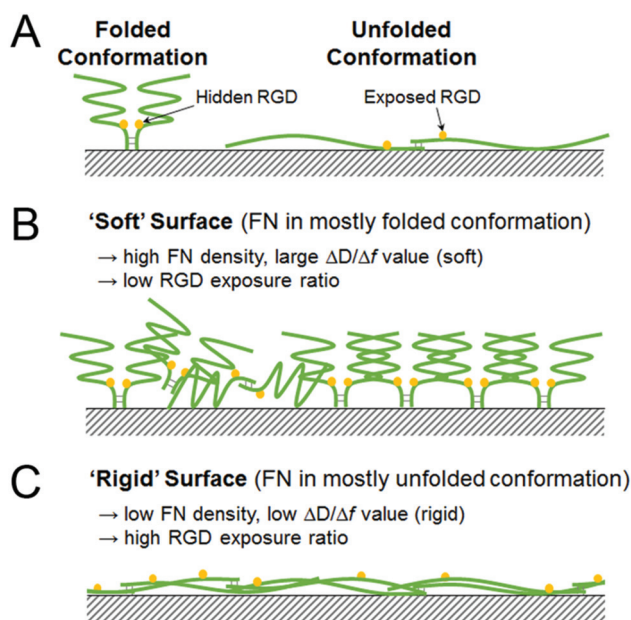 A
Folded
Conformation
Unfolded
Conformation
Hidden RGD
Exposed RGD
B
'Soft' Surface (FN in mostly folded conformation)
→ high FN density, large ΔD/Δf value (soft)
→ low RGD exposure ratio
C
'Rigid' Surface (FN in mostly unfolded conformation)
→ low FN density, low ΔD/Δf value (rigid)
→ high RGD exposure ratio